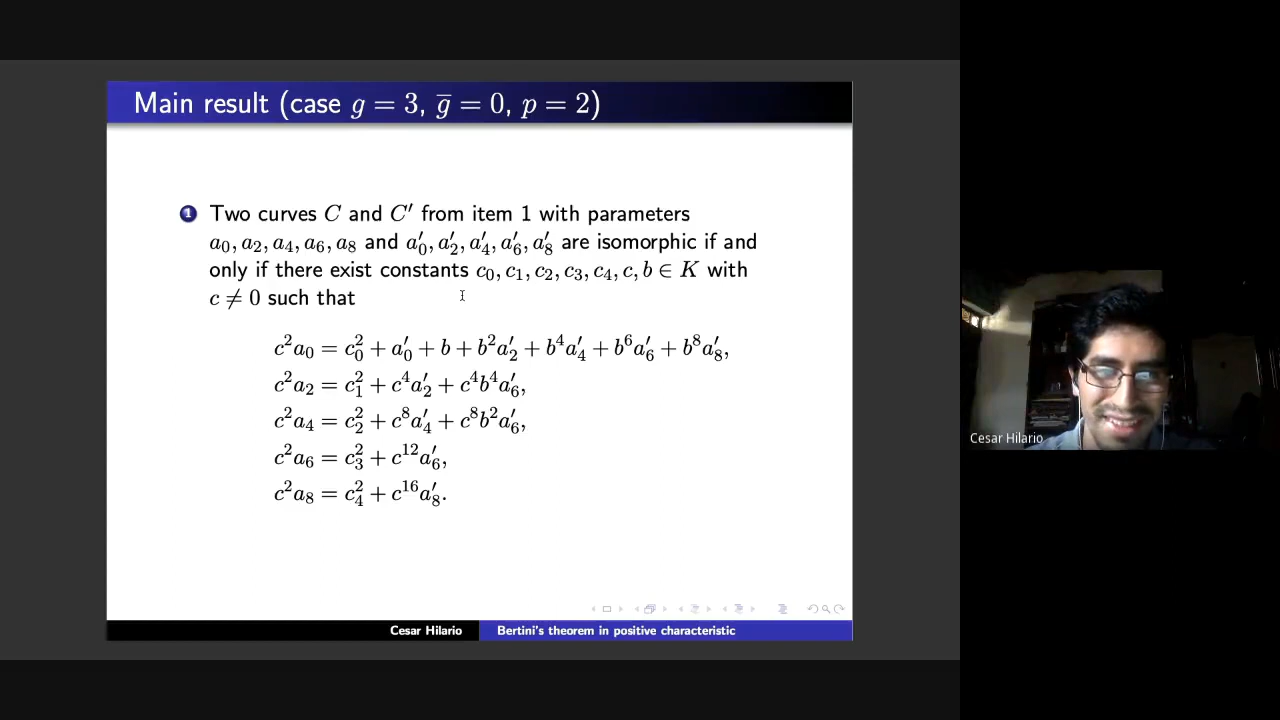 Main result (case g = 3, g̅ = 0, p = 2)
1 Two curves C and C′ from item 1 with parameters
a₀, a₂, a₄, a₆, a₈ and a′₀, a′₂, a′₄, a′₆, a′₈ are isomorphic if and
only if there exist constants c₀, c₁, c₂, c₃, c₄, c, b ∈ K with
c ≠ 0 such that
c²a₀ = c₀² + a′₀ + b + b²a′₂ + b⁴a′₄ + b⁶a′₆ + b⁸a′₈,
c²a₂ = c₁² + c⁴a′₂ + c⁴b⁴a′₆,
c²a₄ = c₂² + c⁸a′₄ + c⁸b²a′₆,
c²a₆ = c₃² + c¹²a′₆,
c²a₈ = c₄² + c¹⁶a′₈.
Cesar Hilario
Bertini's theorem in positive characteristic
Cesar Hilario